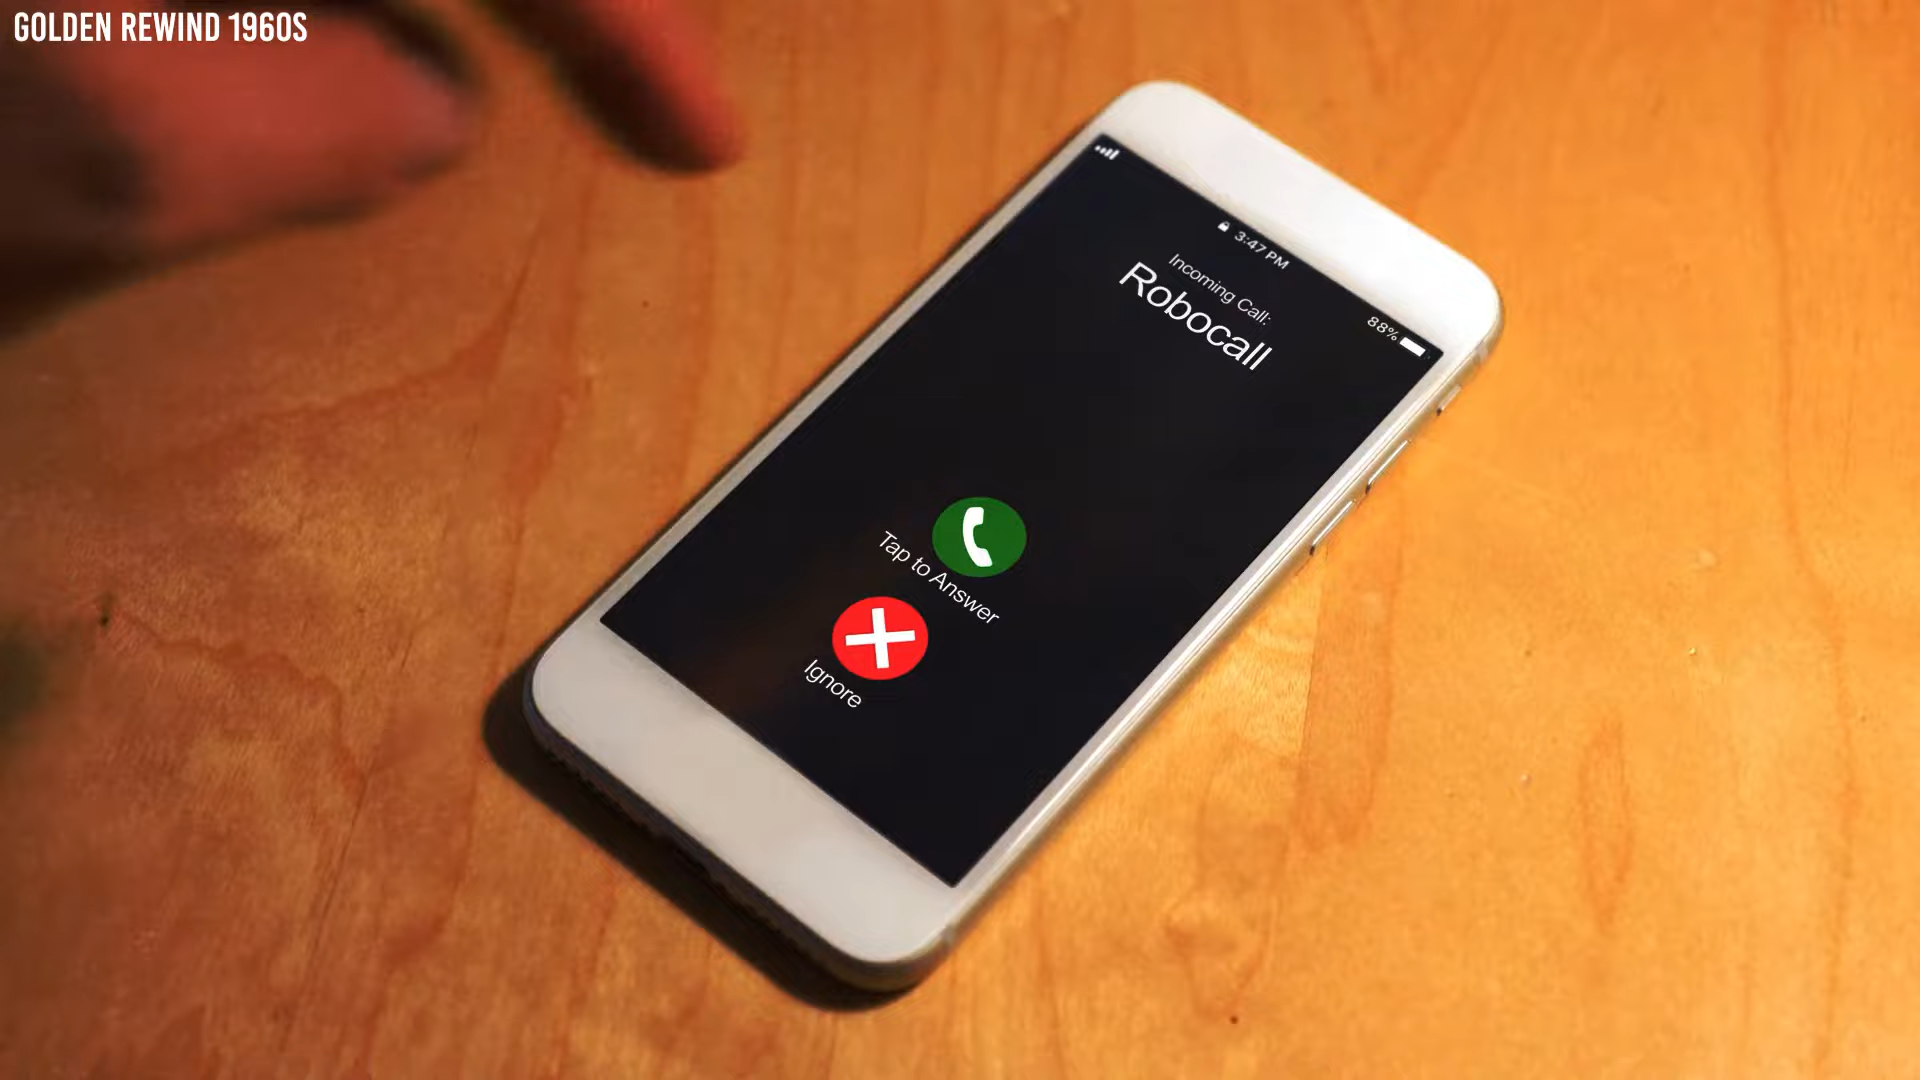 GOLDEN REWIND 1960S
3:47 PM
88%
Incoming Call:
Robocall
Tap to Answer
Ignore